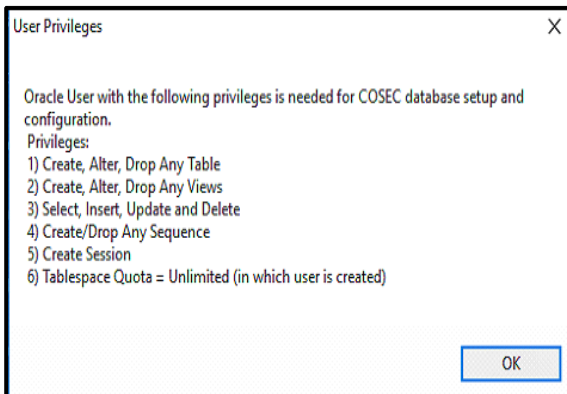 User Privileges
X
Oracle User with the following privileges is needed for COSEC database setup and
configuration.
Privileges:
1) Create, Alter, Drop Any Table
2) Create, Alter, Drop Any Views
3) Select, Insert, Update and Delete
4) Create/Drop Any Sequence
5) Create Session
6) Tablespace Quota = Unlimited (in which user is created)
OK